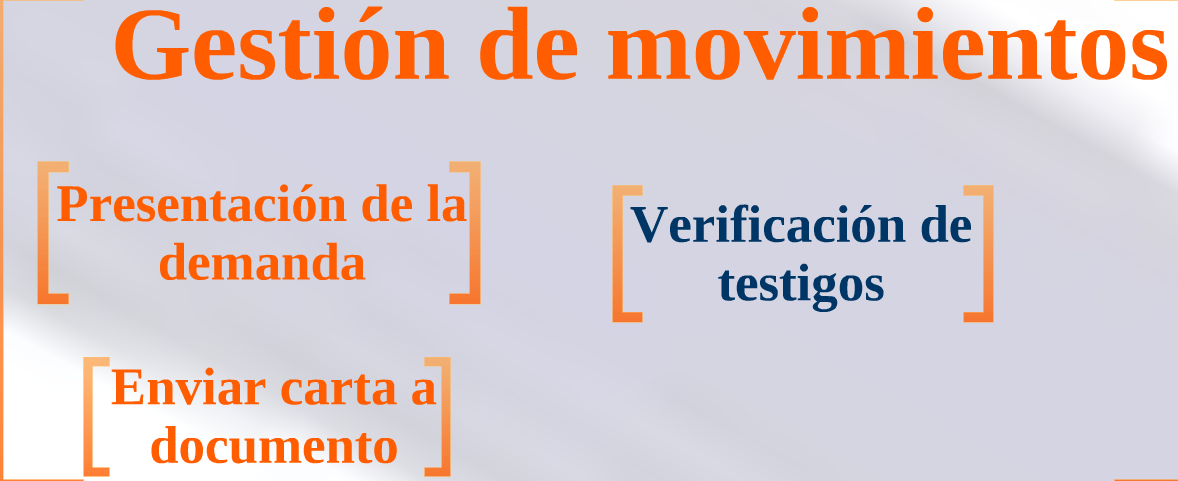 Gestión de movimientos
Presentación de la
demanda
Verificación de
testigos
Enviar carta a
documento